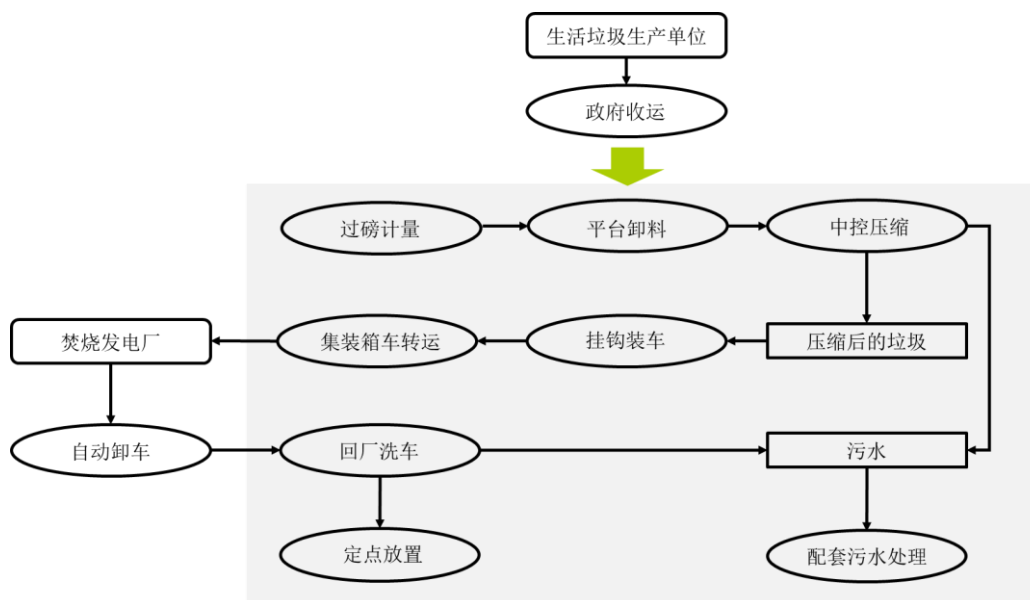 生活垃圾生产单位
政府收运
过磅计量
平台卸料
中控压缩
焚烧发电厂
集装箱车转运
挂钩装车
压缩后的垃圾
自动卸车
回厂洗车
污水
定点放置
配套污水处理